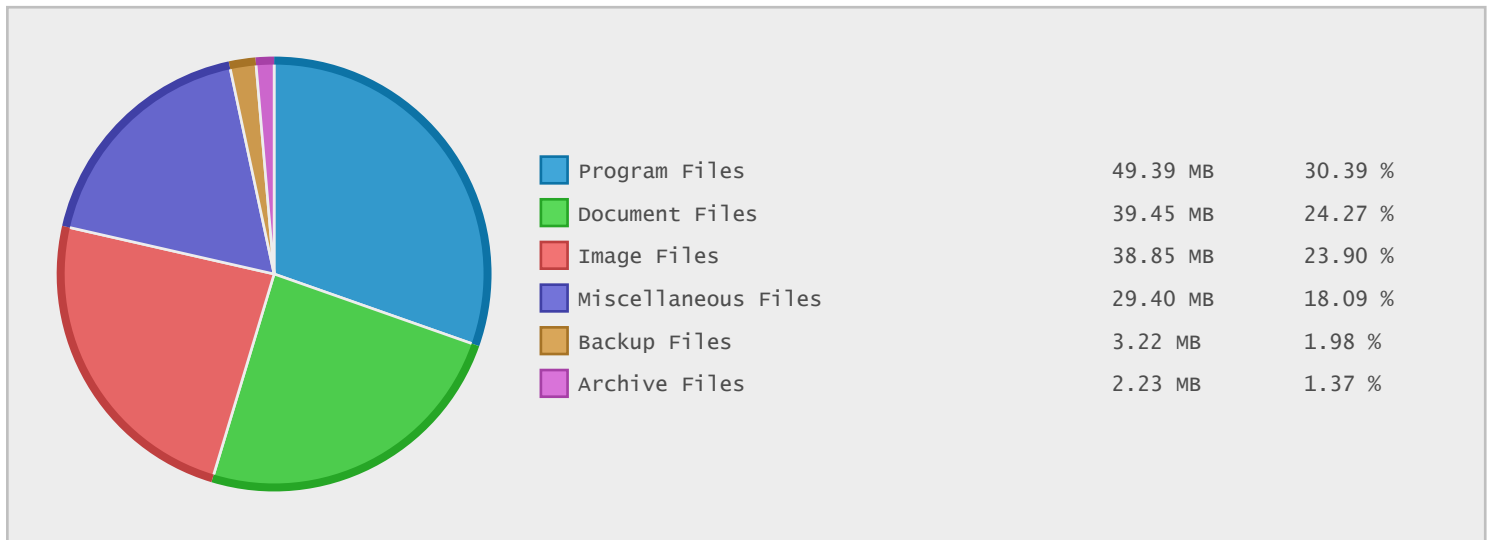 Program Files 49.39 MB 30.39 %
Document Files 39.45 MB 24.27 %
Image Files 38.85 MB 23.90 %
Miscellaneous Files 29.40 MB 18.09 %
Backup Files 3.22 MB 1.98 %
Archive Files 2.23 MB 1.37 %